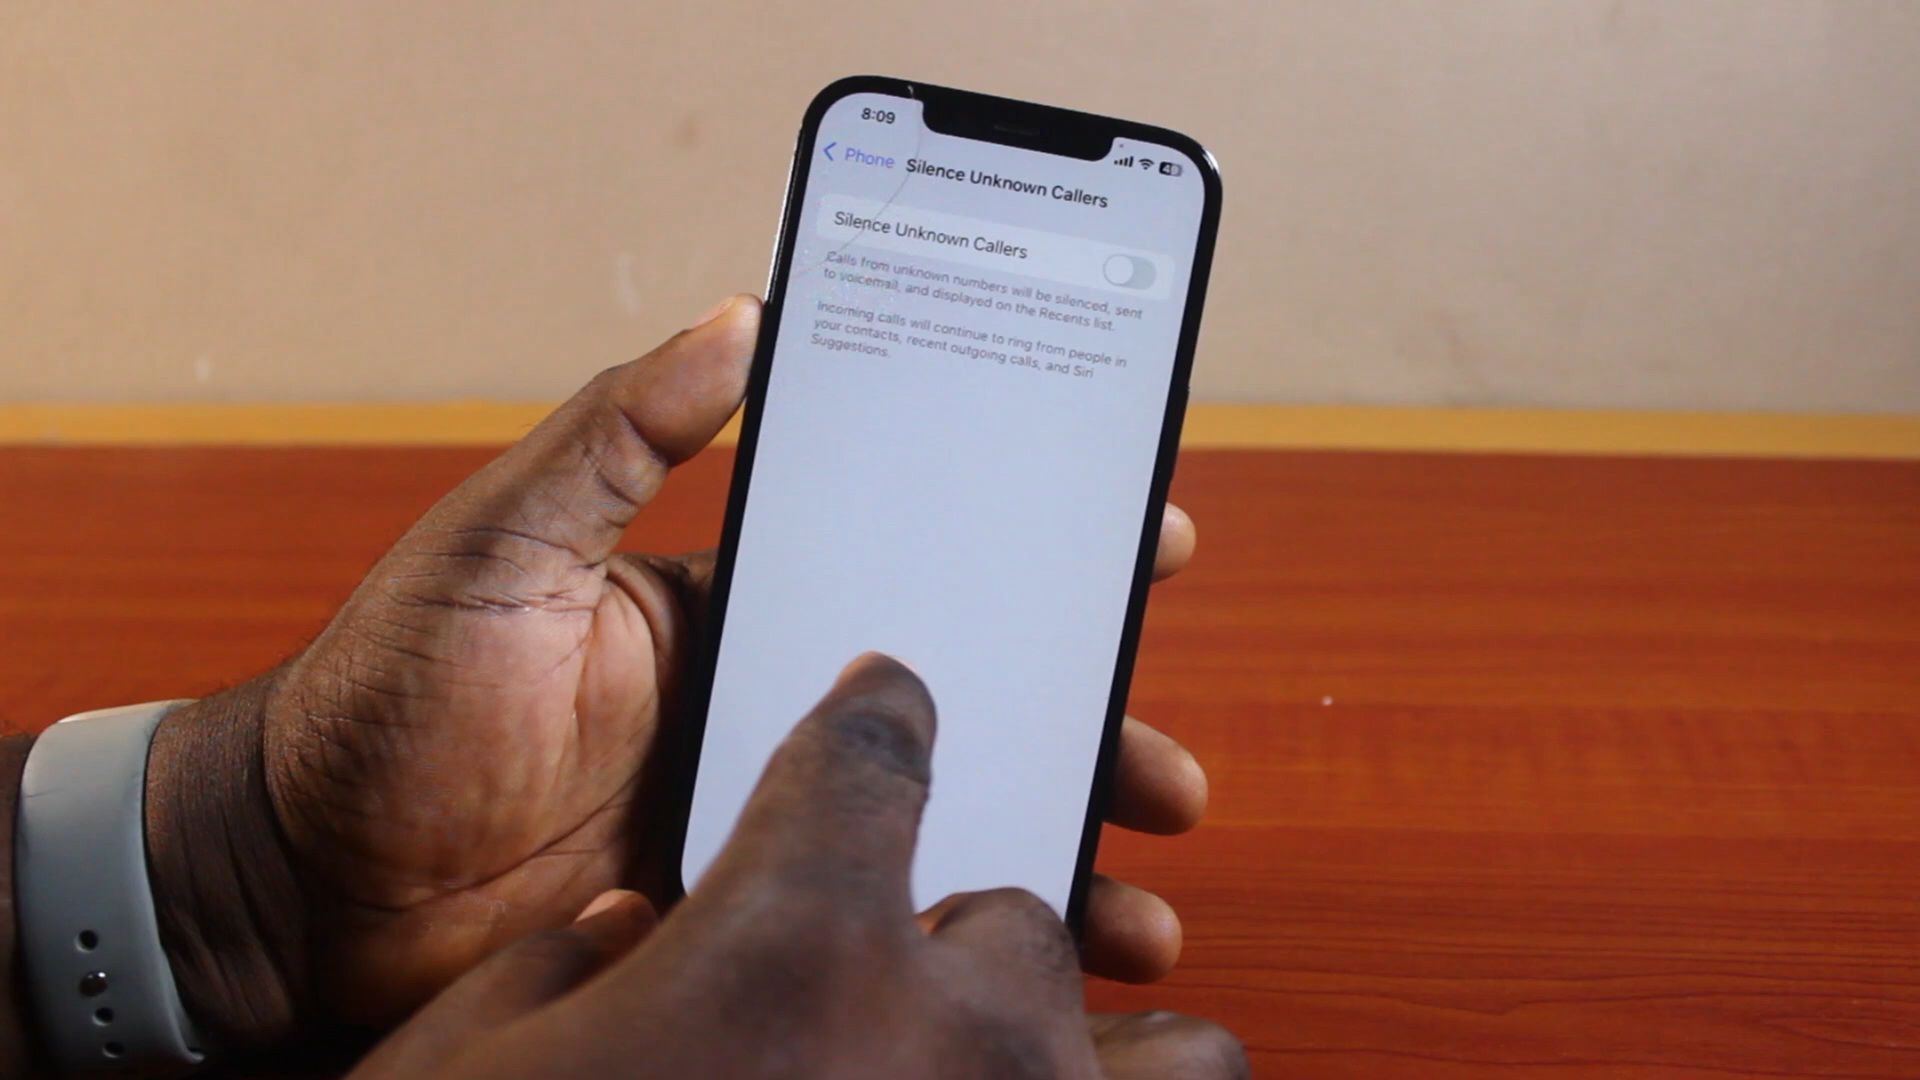 8:09
Phone
Silence Unknown Callers
Silence Unknown Callers
Calls from unknown numbers will be silenced, sent
to voicemail, and displayed on the Recents list.
Incoming calls will continue to ring from people in
your contacts, recent outgoing calls, and Siri
Suggestions.